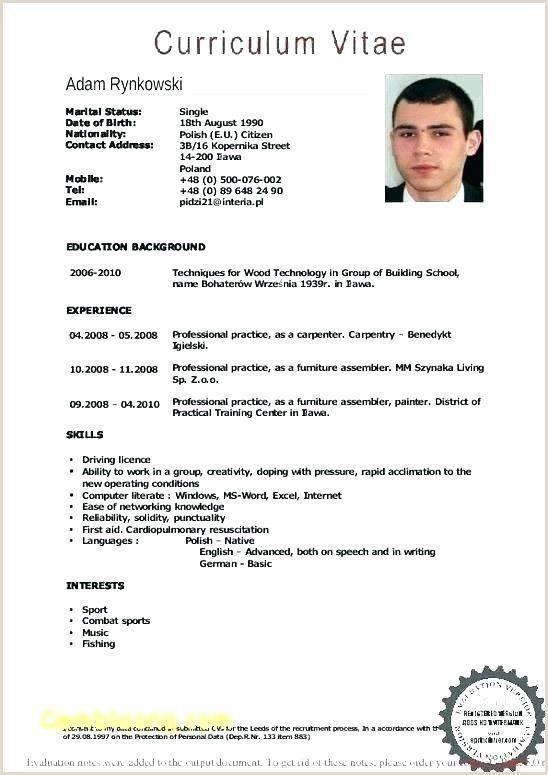 Curriculum Vitae
Adam Rynkowski
Marital Status: Single
Date of Birth: 18th August 1990
Nationality: Polish (E.U.) Citizen
Contact Address: 3B/16 Kopernika Street
14-200 Iława
Poland
Mobile: +48 (0) 500-076-002
Tel: +48 (0) 89 648 24 90
Email: pidzi21@interia.pl
EDUCATION BACKGROUND
2006-2010 Techniques for Wood Technology in Group of Building School,
name Bohaterów Września 1939r. in Iława.
EXPERIENCE
04.2008 - 05.2008 Professional practice, as a carpenter. Carpentry – Benedykt
Igielski.
10.2008 - 11.2008 Professional practice, as a furniture assembler. MM Szynaka Living
Sp. Z.o.o.
09.2008 – 04.2010 Professional practice, as a furniture assembler, painter. District of
Practical Training Center in Iława.
SKILLS
▪ Driving licence
▪ Ability to work in a group, creativity, doping with pressure, rapid acclimation to the
new operating conditions
▪ Computer literate : Windows, MS-Word, Excel, Internet
▪ Ease of networking knowledge
▪ Reliability, solidity, punctuality
▪ First aid. Cardiopulmonary resuscitation
▪ Languages : Polish – Native
English – Advanced, both on speech and in writing
German - Basic
INTERESTS
▪ Sport
▪ Combat sports
▪ Music
▪ Fishing
my data contained in submitted CVs for the Leeds of the recruitment process. In a accordance with
of 29.08.1997 on the Protection of Personal Data (Dep.R.Nr. 133 item 883)
EVALUATION VERSION
REGISTERED VERSION
DOES NO WATERMARK
EVALUATION VERSION
Evaluation notes were added to the output document. To get rid of these notes, please order your